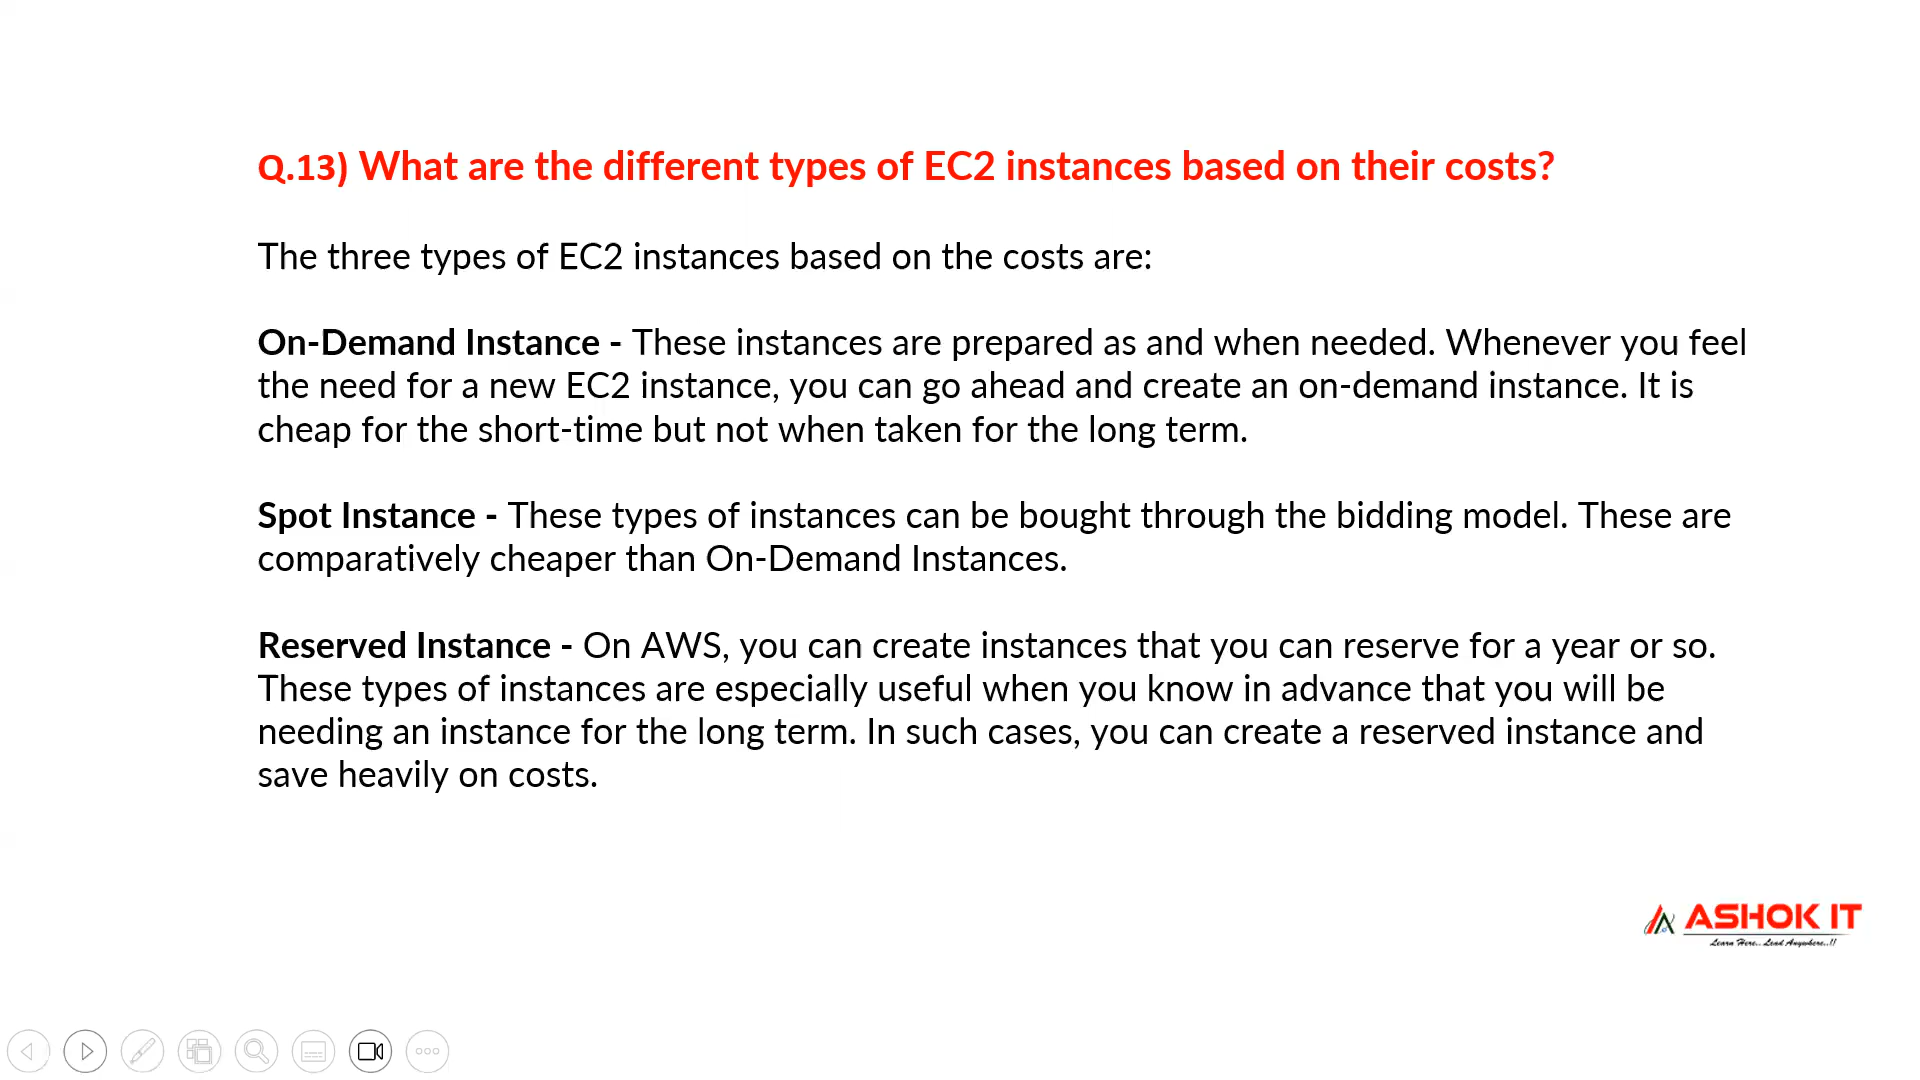 Q.13) What are the different types of EC2 instances based on their costs?
The three types of EC2 instances based on the costs are:
On-Demand Instance - These instances are prepared as and when needed. Whenever you feel
the need for a new EC2 instance, you can go ahead and create an on-demand instance. It is
cheap for the short-time but not when taken for the long term.
Spot Instance - These types of instances can be bought through the bidding model. These are
comparatively cheaper than On-Demand Instances.
Reserved Instance - On AWS, you can create instances that you can reserve for a year or so.
These types of instances are especially useful when you know in advance that you will be
needing an instance for the long term. In such cases, you can create a reserved instance and
save heavily on costs.
ASHOK IT
Learn Here.. Lead Anywhere..!!